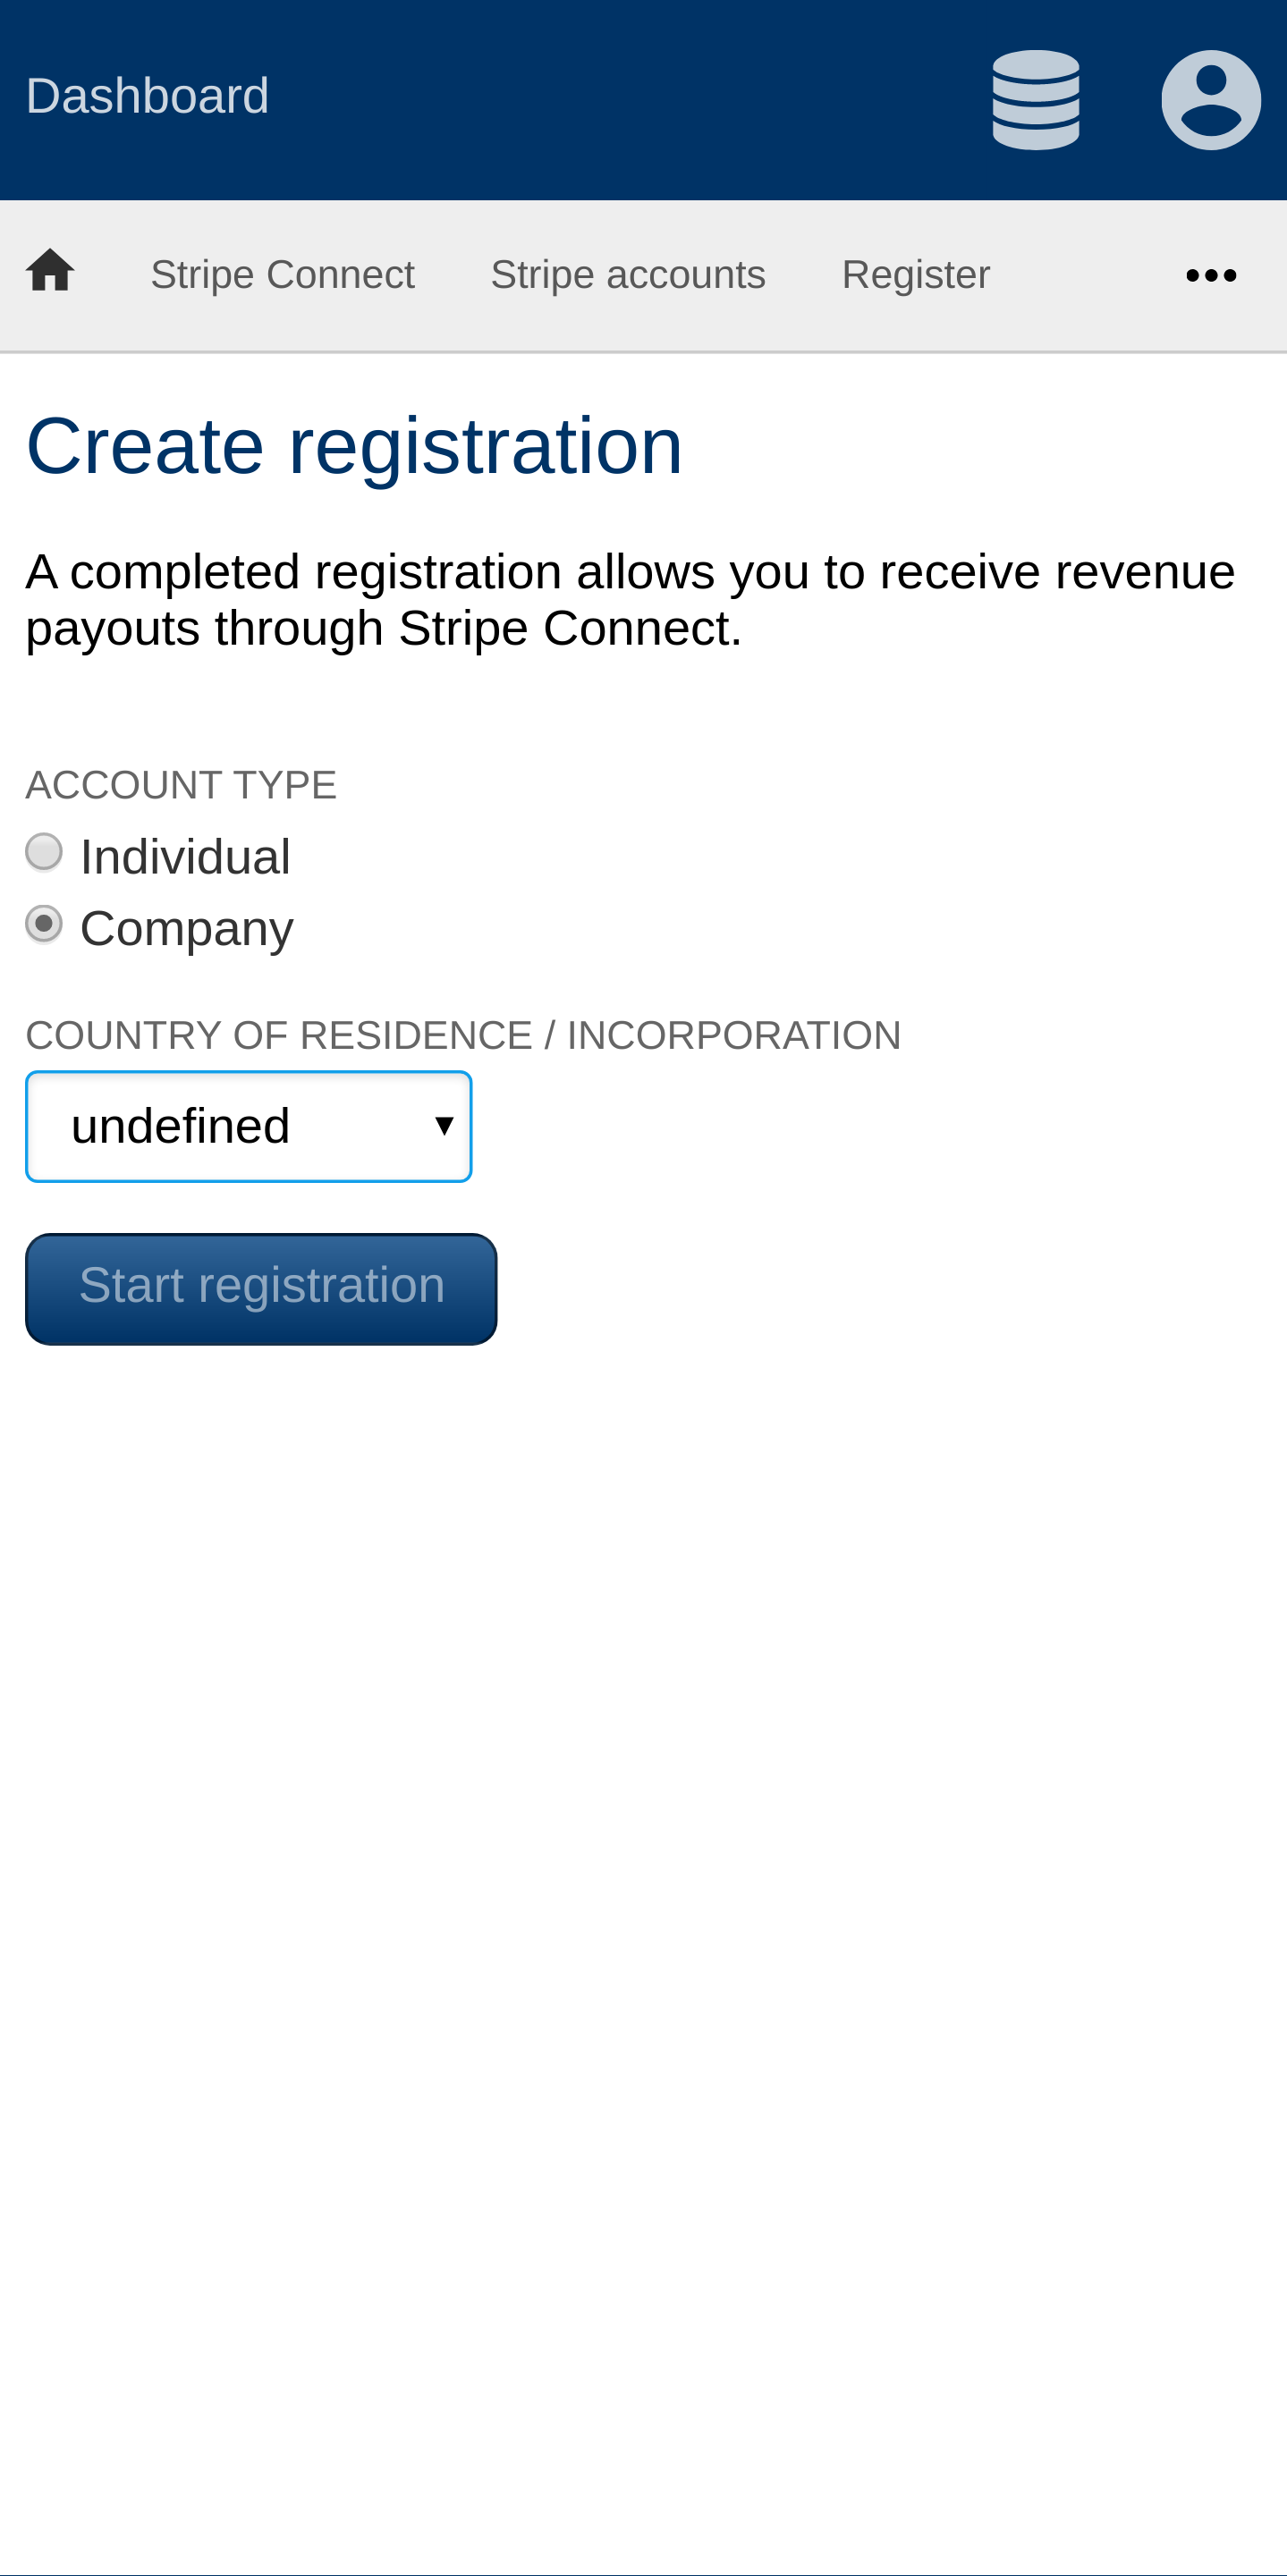 Dashboard
Stripe Connect Stripe accounts Register •••
Create registration
A completed registration allows you to receive revenue
payouts through Stripe Connect.
ACCOUNT TYPE
Individual
Company
COUNTRY OF RESIDENCE / INCORPORATION
undefined
Start registration